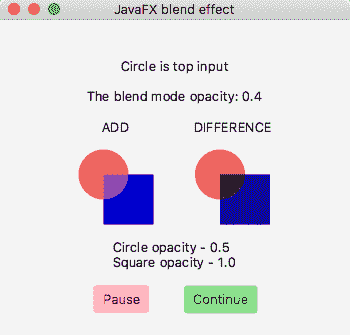 JavaFX blend effect
Circle is top input
The blend mode opacity: 0.4
ADD DIFFERENCE
Circle opacity - 0.5
Square opacity - 1.0
Pause Continue